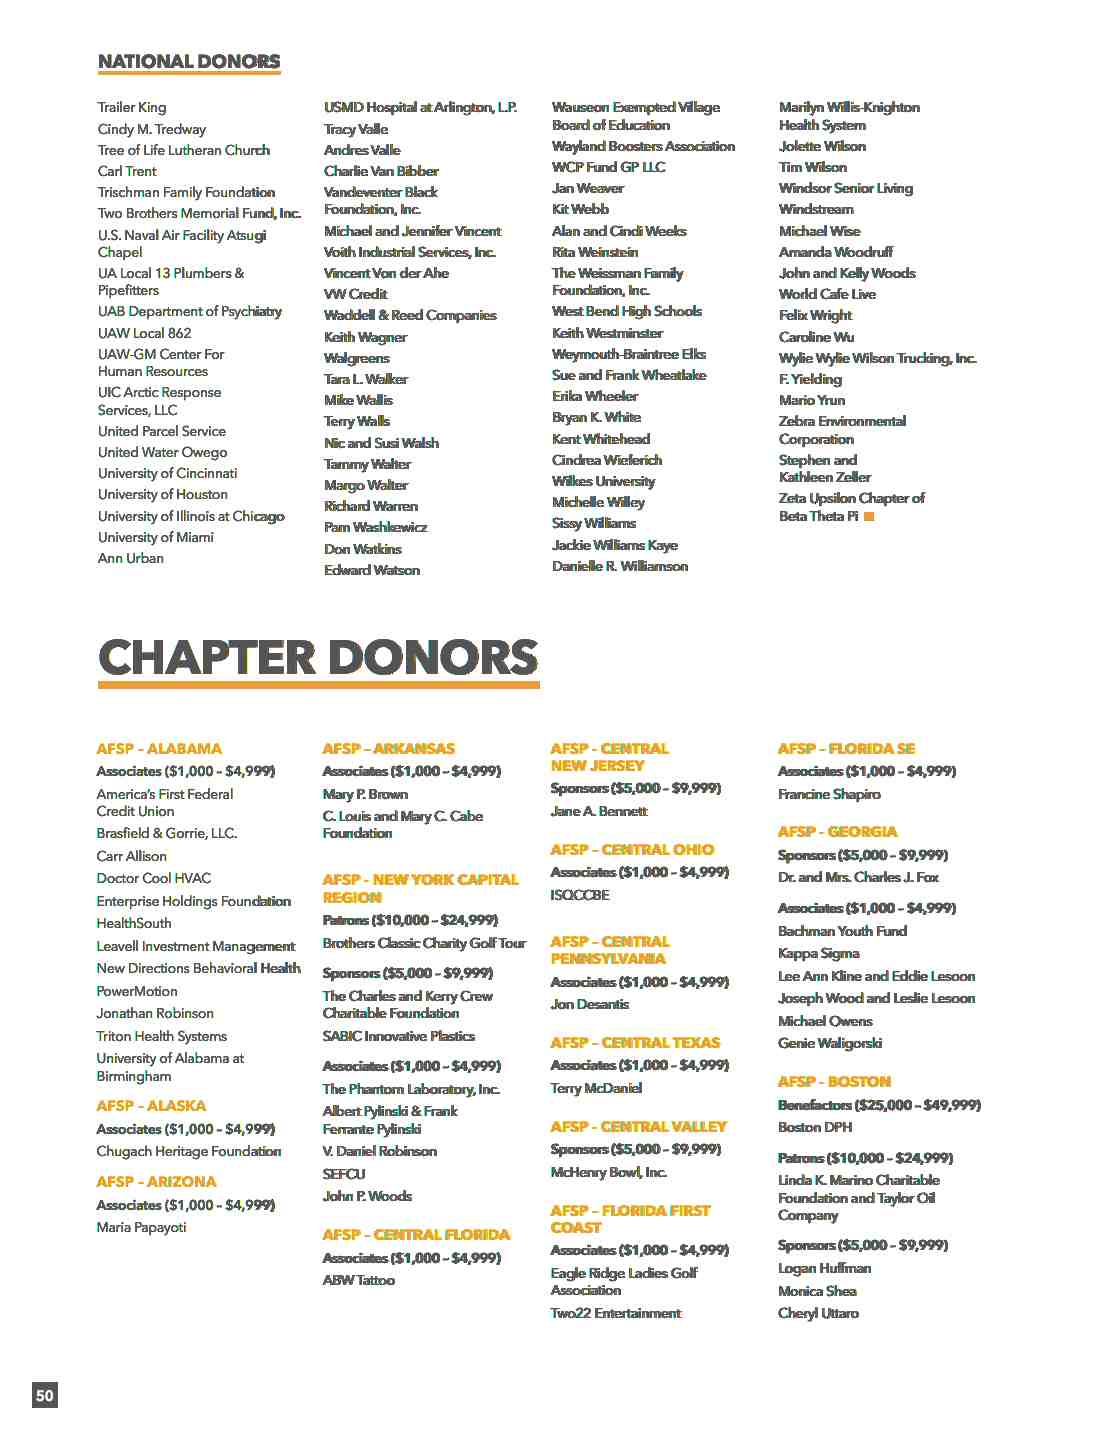 NATIONAL DONORS
Trailer King
Cindy M. Tredway
Tree of Life Lutheran Church
Carl Trent
Trischman Family Foundation
Two Brothers Memorial Fund, Inc.
U.S. Naval Air Facility Atsugi
Chapel
UA Local 13 Plumbers &
Pipefitters
UAB Department of Psychiatry
UAW Local 862
UAW-GM Center For
Human Resources
UIC Arctic Response
Services, LLC
United Parcel Service
United Water Owego
University of Cincinnati
University of Houston
University of Illinois at Chicago
University of Miami
Ann Urban
USMD Hospital at Arlington, L.P.
Tracy Valle
Andres Valle
Charlie Van Bibber
Vandeventer Black
Foundation, Inc.
Michael and Jennifer Vincent
Voith Industrial Services, Inc.
Vincent Von der Ahe
VW Credit
Waddell & Reed Companies
Keith Wagner
Walgreens
Tara L. Walker
Mike Wallis
Terry Walls
Nic and Susi Walsh
Tammy Walter
Margo Walter
Richard Warren
Pam Washkewicz
Don Watkins
Edward Watson
Wauseon Exempted Village
Board of Education
Wayland Boosters Association
WCP Fund GP LLC
Jan Weaver
Kit Webb
Alan and Cindi Weeks
Rita Weinstein
The Weissman Family
Foundation, Inc.
West Bend High Schools
Keith Westminster
Weymouth-Braintree Elks
Sue and Frank Wheatlake
Erika Wheeler
Bryan K. White
Kent Whitehead
Cindrea Wieferich
Wilkes University
Michelle Willey
Sissy Williams
Jackie Williams Kaye
Danielle R. Williamson
Marilyn Willis-Knighton
Health System
Jolette Wilson
Tim Wilson
Windsor Senior Living
Windstream
Michael Wise
Amanda Woodruff
John and Kelly Woods
World Cafe Live
Felix Wright
Caroline Wu
Wylie Wylie Wilson Trucking, Inc.
F. Yielding
Mario Yrun
Zebra Environmental
Corporation
Stephen and
Kathleen Zeller
Zeta Upsilon Chapter of
Beta Theta Pi
CHAPTER DONORS
AFSP – ALABAMA
Associates ($1,000 – $4,999)
America's First Federal
Credit Union
Brasfield & Gorrie, LLC.
Carr Allison
Doctor Cool HVAC
Enterprise Holdings Foundation
HealthSouth
Leavell Investment Management
New Directions Behavioral Health
PowerMotion
Jonathan Robinson
Triton Health Systems
University of Alabama at
Birmingham
AFSP – ALASKA
Associates ($1,000 – $4,999)
Chugach Heritage Foundation
AFSP – ARIZONA
Associates ($1,000 – $4,999)
Maria Papayoti
AFSP – ARKANSAS
Associates ($1,000 – $4,999)
Mary P. Brown
C. Louis and Mary C. Cabe
Foundation
AFSP - NEW YORK CAPITAL
REGION
Patrons ($10,000 – $24,999)
Brothers Classic Charity Golf Tour
Sponsors ($5,000 – $9,999)
The Charles and Kerry Crew
Charitable Foundation
SABIC Innovative Plastics
Associates ($1,000 – $4,999)
The Phantom Laboratory, Inc.
Albert Pylinski & Frank
Ferrante Pylinski
V. Daniel Robinson
SEFCU
John P. Woods
AFSP – CENTRAL FLORIDA
Associates ($1,000 – $4,999)
ABW Tattoo
AFSP - CENTRAL
NEW JERSEY
Sponsors ($5,000 – $9,999)
Jane A. Bennett
AFSP – CENTRAL OHIO
Associates ($1,000 – $4,999)
ISQCCBE
AFSP – CENTRAL
PENNSYLVANIA
Associates ($1,000 – $4,999)
Jon Desantis
AFSP – CENTRAL TEXAS
Associates ($1,000 – $4,999)
Terry McDaniel
AFSP - CENTRAL VALLEY
Sponsors ($5,000 – $9,999)
McHenry Bowl, Inc.
AFSP – FLORIDA FIRST
COAST
Associates ($1,000 – $4,999)
Eagle Ridge Ladies Golf
Association
Two22 Entertainment
AFSP – FLORIDA SE
Associates ($1,000 – $4,999)
Francine Shapiro
AFSP - GEORGIA
Sponsors ($5,000 – $9,999)
Dr. and Mrs. Charles J. Fox
Associates ($1,000 – $4,999)
Bachman Youth Fund
Kappa Sigma
Lee Ann Kline and Eddie Lesoon
Joseph Wood and Leslie Lesoon
Michael Owens
Genie Waligorski
AFSP - BOSTON
Benefactors ($25,000 – $49,999)
Boston DPH
Patrons ($10,000 – $24,999)
Linda K. Marino Charitable
Foundation and Taylor Oil
Company
Sponsors ($5,000 – $9,999)
Logan Huffman
Monica Shea
Cheryl Uttaro
50